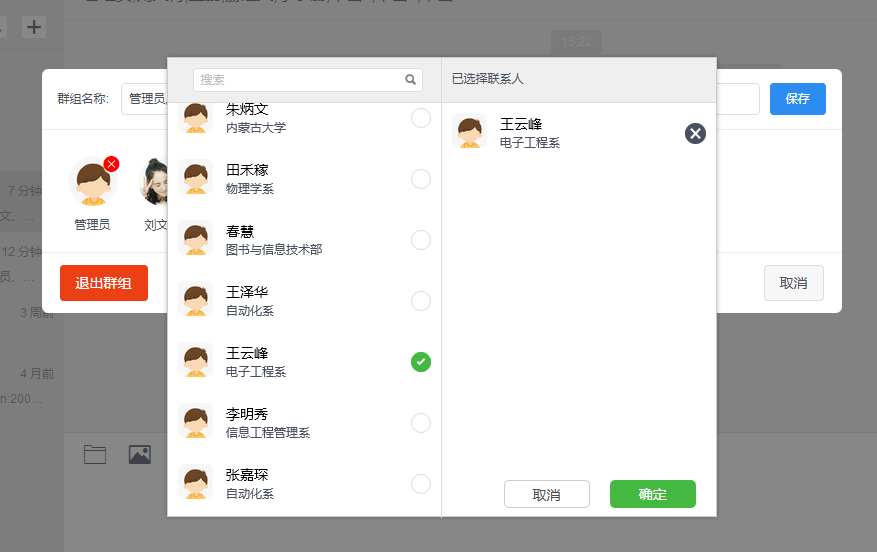 15:22
群组名称:
管理员
保存
管理员
刘文
退出群组
取消
7 分钟
文、...
12 分钟
员、...
3 周前
4 月前
n:200...
搜索
朱炳文
内蒙古大学
田禾稼
物理学系
春慧
图书与信息技术部
王泽华
自动化系
王云峰
电子工程系
李明秀
信息工程管理系
张嘉琛
自动化系
已选择联系人
王云峰
电子工程系
取消
确定